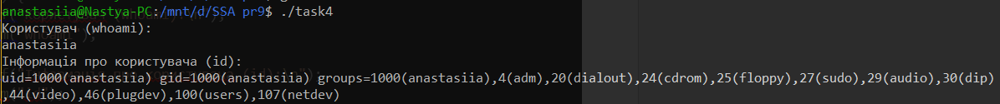 anastasiia@Nastya-PC:/mnt/d/SSA pr9$ ./task4
Користувач (whoami):
anastasiia
Інформація про користувача (id):
uid=1000(anastasiia) gid=1000(anastasiia) groups=1000(anastasiia),4(adm),20(dialout),24(cdrom),25(floppy),27(sudo),29(audio),30(dip)
,44(video),46(plugdev),100(users),107(netdev)